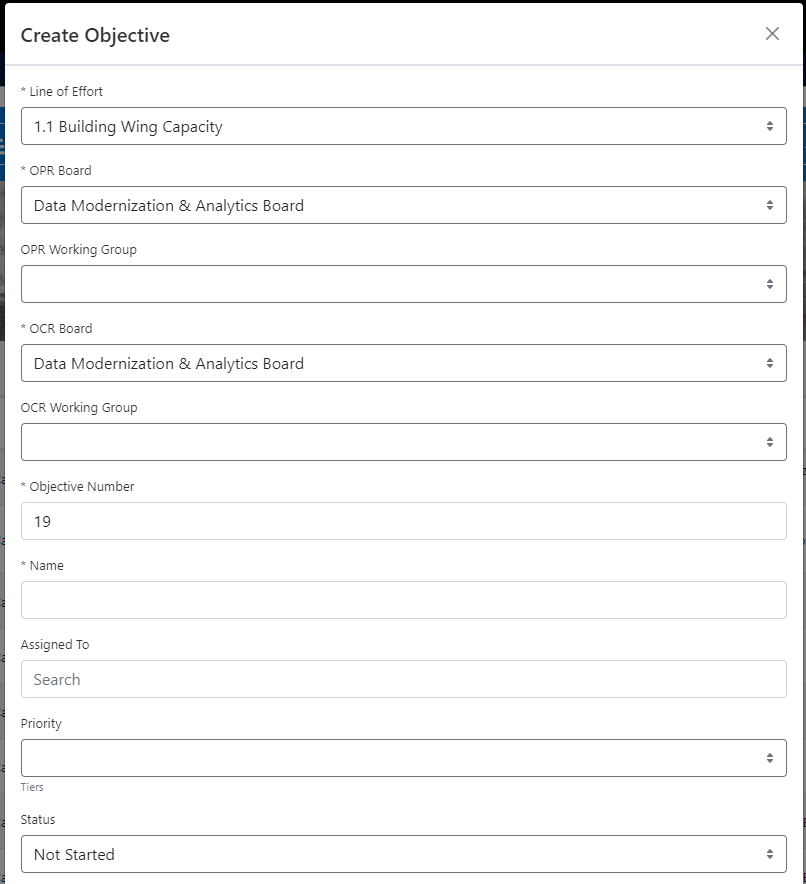 Create Objective
* Line of Effort
1.1 Building Wing Capacity
* OPR Board
Data Modernization & Analytics Board
OPR Working Group
* OCR Board
Data Modernization & Analytics Board
OCR Working Group
* Objective Number
19
* Name
Assigned To
Search
Priority
Tiers
Status
Not Started